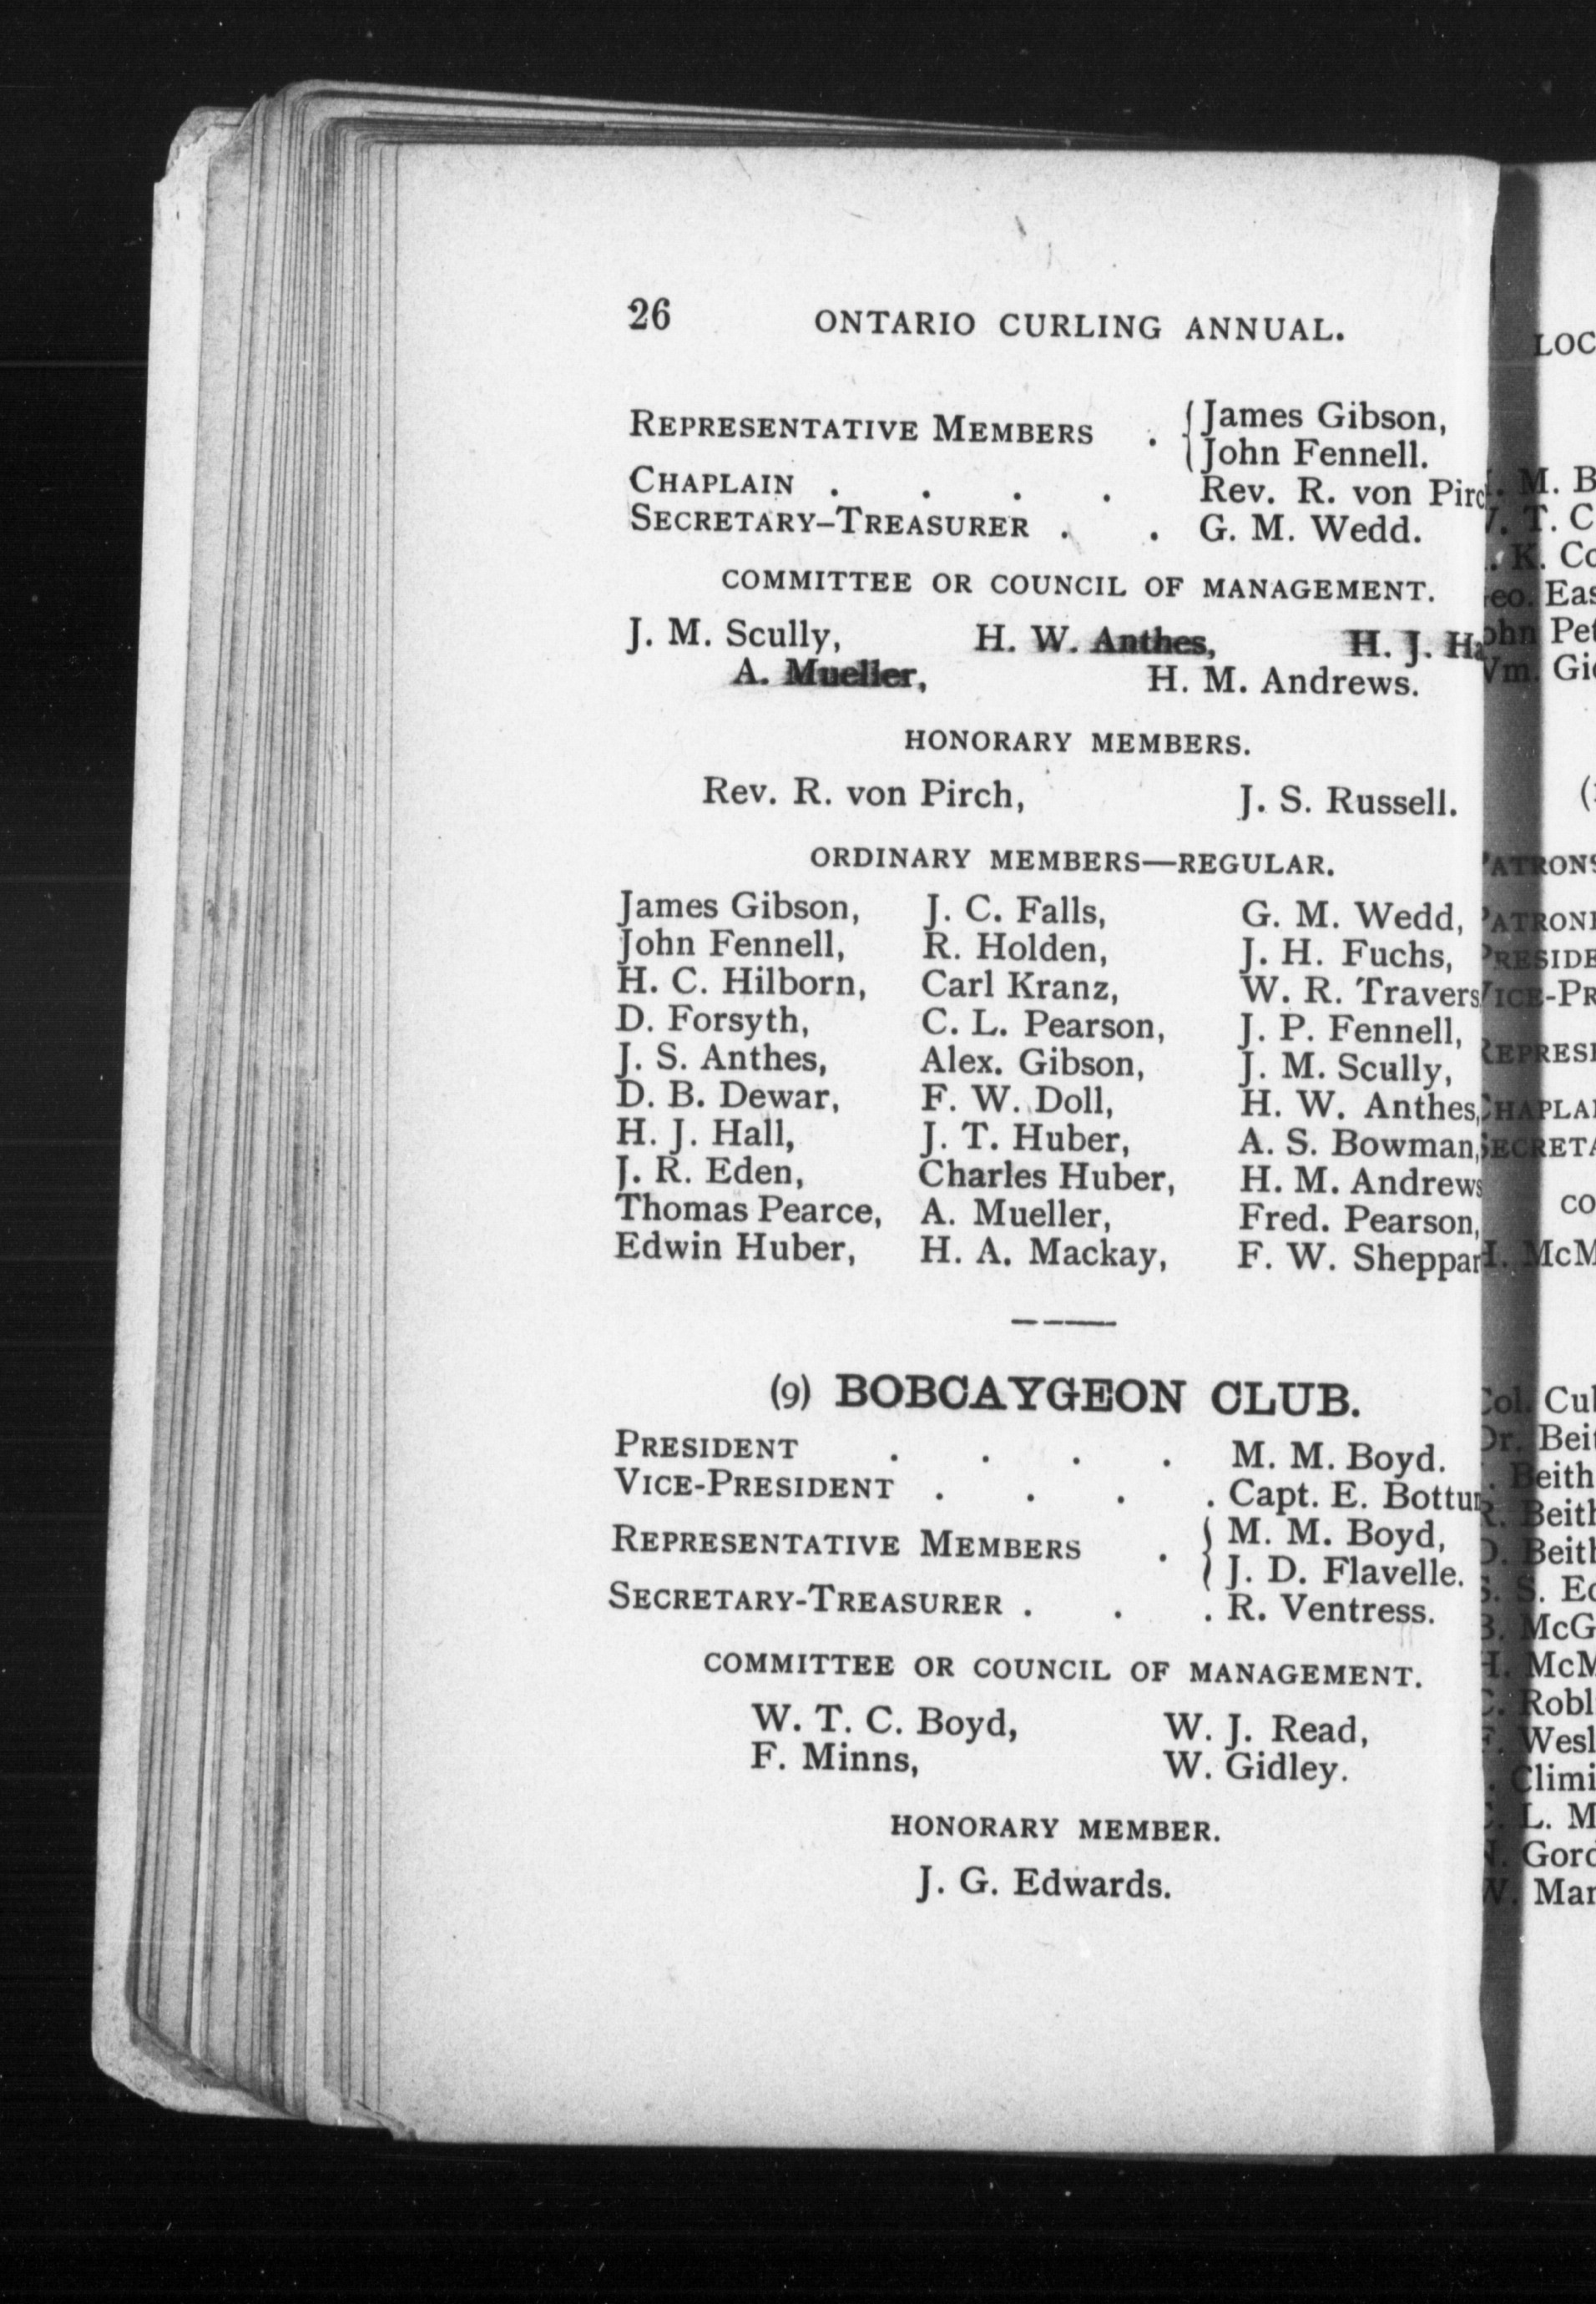 26 ONTARIO CURLING ANNUAL.
REPRESENTATIVE MEMBERS . { James Gibson,
John Fennell.
CHAPLAIN . . . . Rev. R. von
SECRETARY–TREASURER . . G. M. Wedd.
COMMITTEE OR COUNCIL OF MANAGEMENT.
J. M. Scully, H. W. Anthes, H. J.
A. Mueller, H. M. Andrews.
HONORARY MEMBERS.
Rev. R. von Pirch, J. S. Russell.
ORDINARY MEMBERS—REGULAR.
James Gibson, J. C. Falls, G. M. Wedd,
John Fennell, R. Holden, J. H. Fuchs,
H. C. Hilborn, Carl Kranz, W. R. Travers
D. Forsyth, C. L. Pearson, J. P. Fennell,
J. S. Anthes, Alex. Gibson, J. M. Scully,
D. B. Dewar, F. W. Doll, H. W. Anthes,
H. J. Hall, J. T. Huber, A. S. Bowman,
J. R. Eden, Charles Huber, H. M. Andrews
Thomas Pearce, A. Mueller, Fred. Pearson,
Edwin Huber, H. A. Mackay, F. W.
(9) BOBCAYGEON CLUB.
PRESIDENT . . . . M. M. Boyd.
VICE-PRESIDENT . . . . Capt. E.
REPRESENTATIVE MEMBERS . { M. M. Boyd,
J. D. Flavelle.
SECRETARY-TREASURER . . . R. Ventress.
COMMITTEE OR COUNCIL OF MANAGEMENT.
W. T. C. Boyd, W. J. Read,
F. Minns, W. Gidley.
HONORARY MEMBER.
J. G. Edwards.